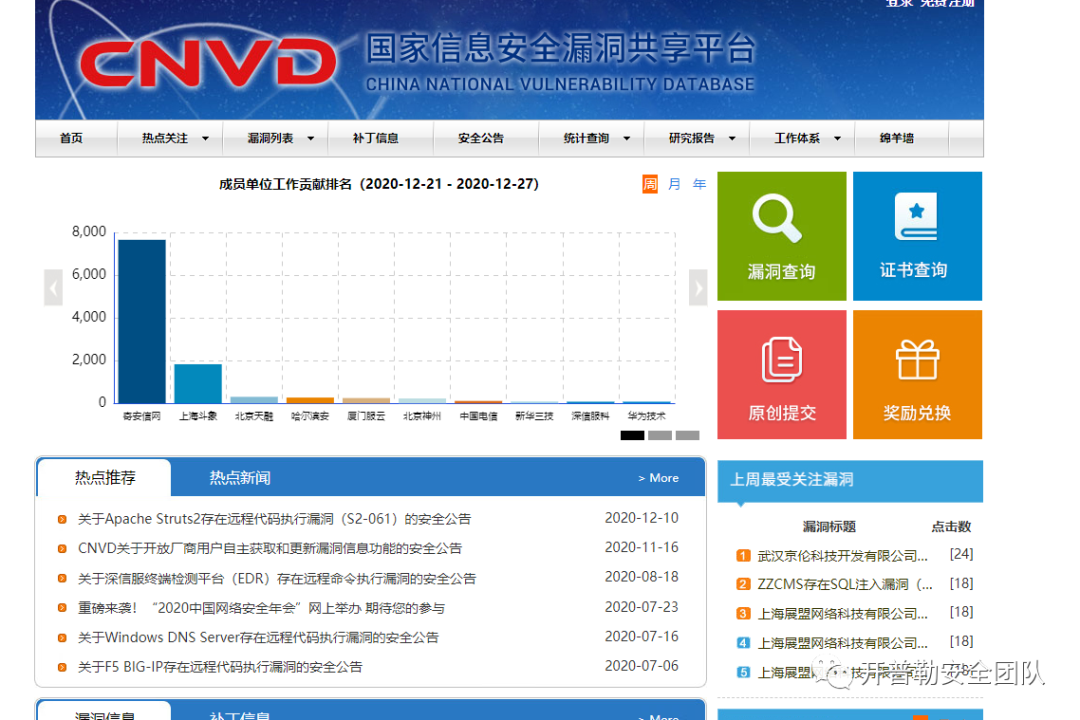 登录 免费注册
CNVD 国家信息安全漏洞共享平台
CHINA NATIONAL VULNERABILITY DATABASE
首页 热点关注 漏洞列表 补丁信息 安全公告 统计查询 研究报告 工作体系 绵羊墙
成员单位工作贡献排名（2020-12-21 - 2020-12-27） 周 月 年
8,000
6,000
4,000
2,000
0
奇安信网 上海斗象 北京天融 哈尔滨安 厦门服云 北京神州 中国电信 新华三技 深信服科 华为技术
漏洞查询 证书查询
原创提交 奖励兑换
热点推荐 热点新闻 > More
关于Apache Struts2存在远程代码执行漏洞（S2-061）的安全公告 2020-12-10
CNVD关于开放厂商用户自主获取和更新漏洞信息功能的安全公告 2020-11-16
关于深信服终端检测平台（EDR）存在远程命令执行漏洞的安全公告 2020-08-18
重磅来袭！“2020中国网络安全年会”网上举办 期待您的参与 2020-07-23
关于Windows DNS Server存在远程代码执行漏洞的安全公告 2020-07-16
关于F5 BIG-IP存在远程代码执行漏洞的安全公告 2020-07-06
上周最受关注漏洞
漏洞标题 点击数
1 武汉京伦科技开发有限公司... [24]
2 ZZCMS存在SQL注入漏洞（... [18]
3 上海展盟网络科技有限公司... [18]
4 上海展盟网络科技有限公司... [18]
5 上海展盟
开普勒安全团队
漏洞信息 补丁信息 > More